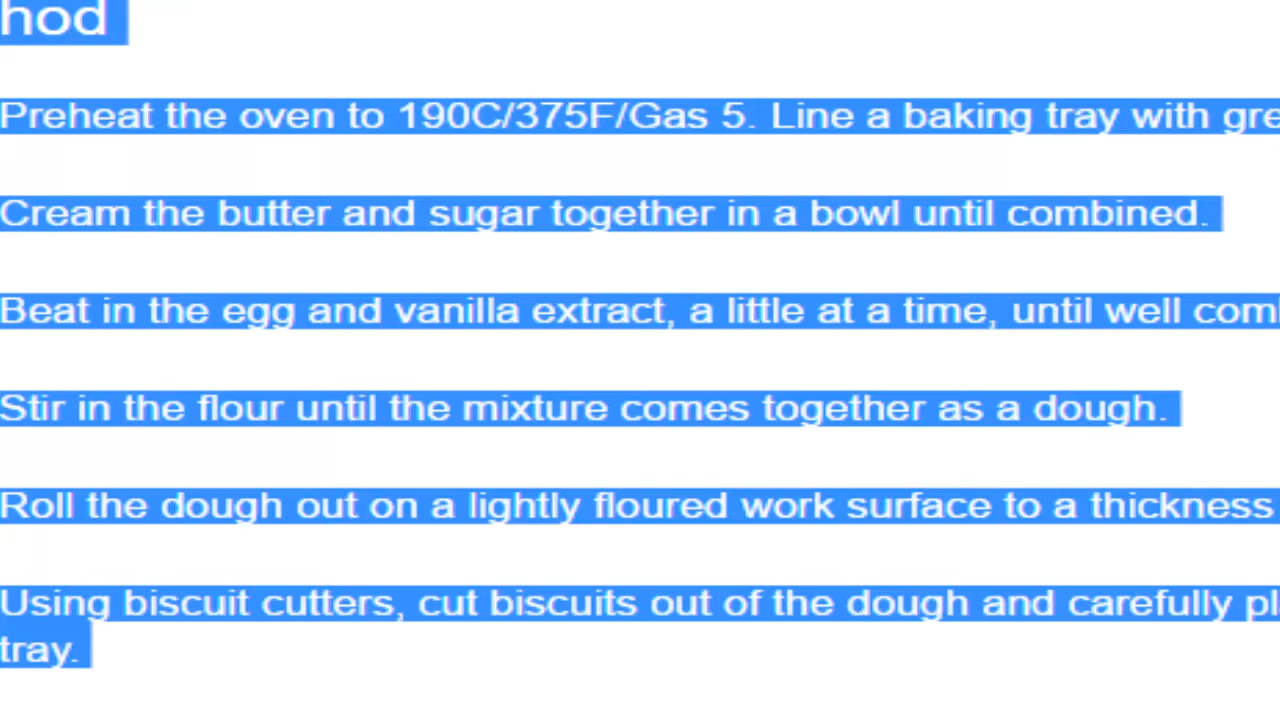 hod
Preheat the oven to 190C/375F/Gas 5. Line a baking tray with gre
Cream the butter and sugar together in a bowl until combined.
Beat in the egg and vanilla extract, a little at a time, until well com
Stir in the flour until the mixture comes together as a dough.
Roll the dough out on a lightly floured work surface to a thickness
Using biscuit cutters, cut biscuits out of the dough and carefully pl
tray.